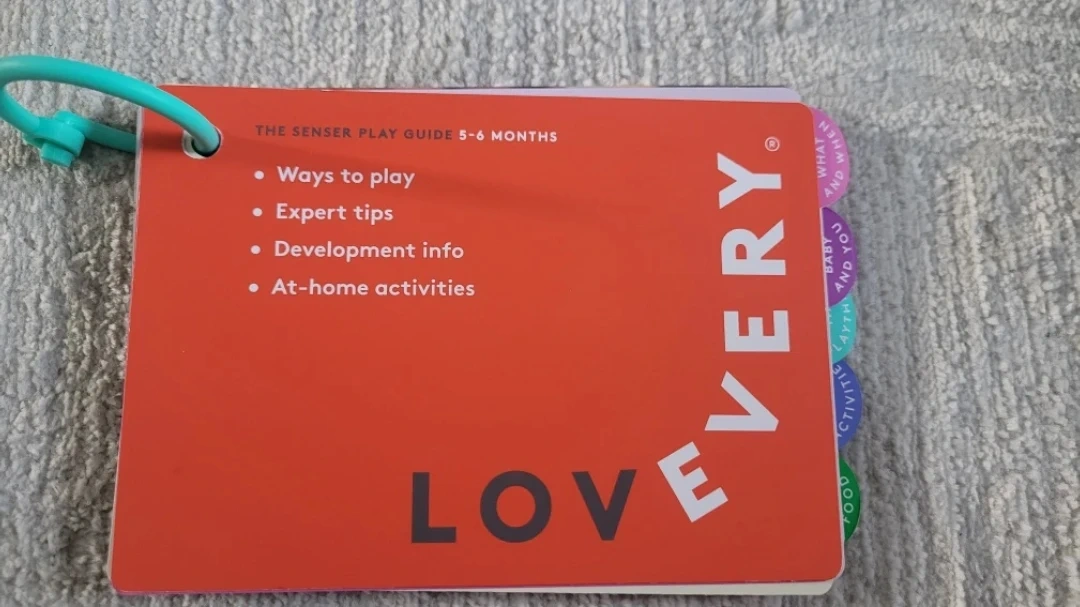 THE SENSER PLAY GUIDE 5-6 MONTHS
• Ways to play
• Expert tips
• Development info
• At-home activities
LOVEVERY®
WHAT
AND WHEN
BABY
AND YOU
FOOD